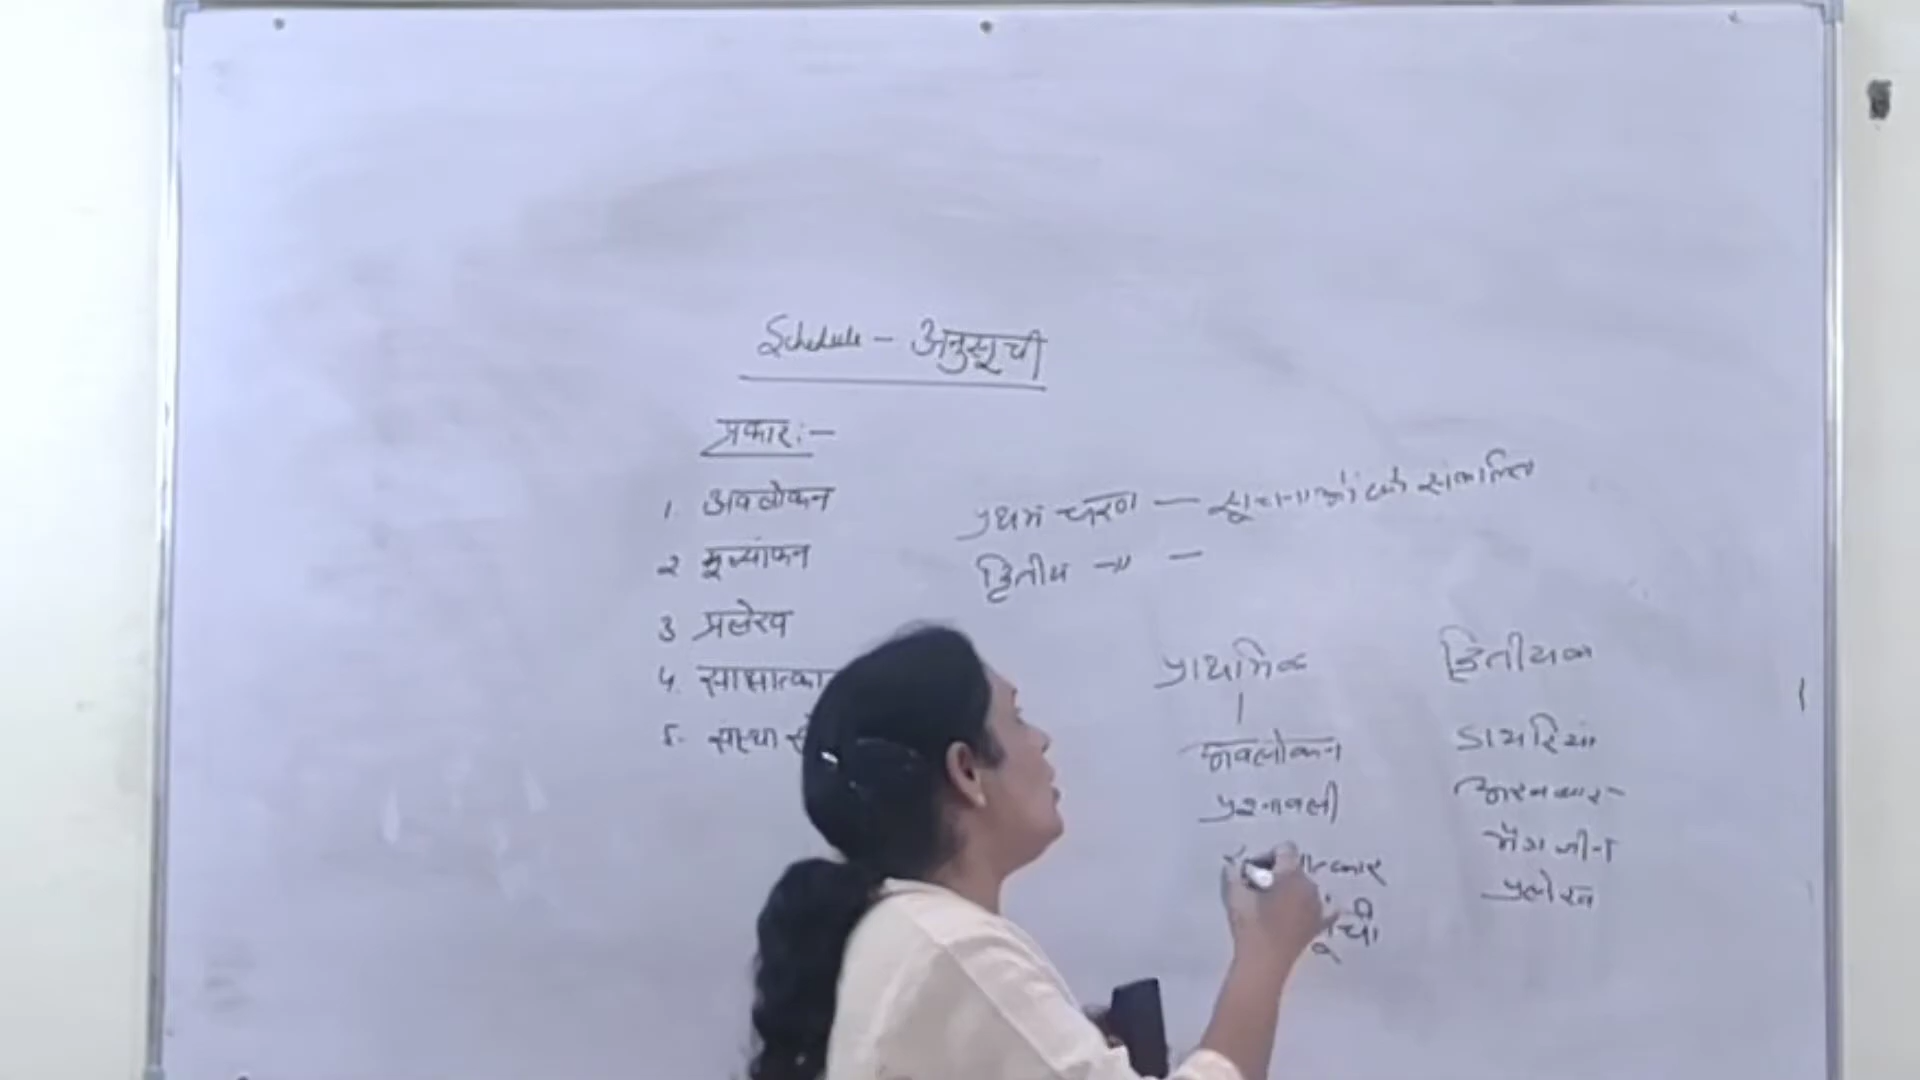 Schedule - अनुसूची
प्रकार :-
1. अवलोकन
2 मूल्यांकन
3 प्रलेख
4. साक्षात्का
5- संस्था
प्रथम चरण — सूचनाओं को संकलित
द्वितीय -〃 —
प्राथमिक
अवलोकन
प्रश्नावली
त्कार
ूची
द्वितीयक
डायरियां
अखबार
मैगजीन
प्रलेख